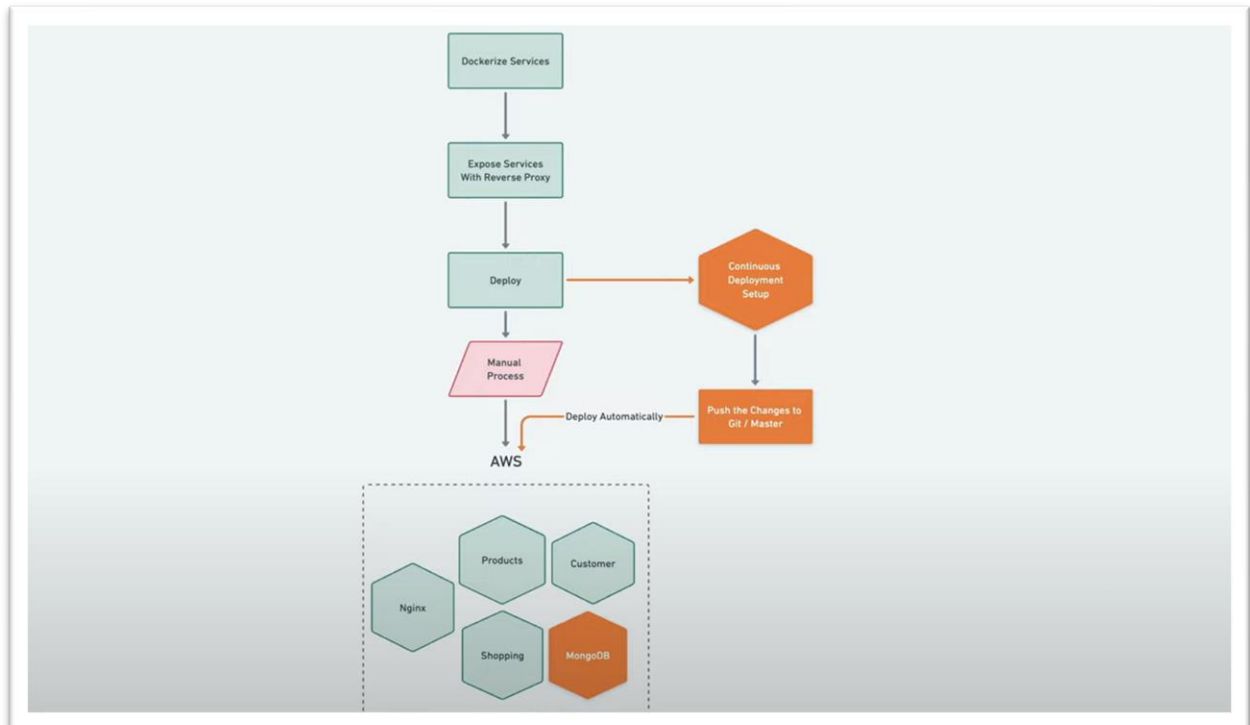 Dockerize Services
Expose Services
With Reverse Proxy
Deploy
Continuous
Deployment
Setup
Manual
Process
Deploy Automatically
Push the Changes to
Git / Master
AWS
Products
Customer
Nginx
Shopping
MongoDB